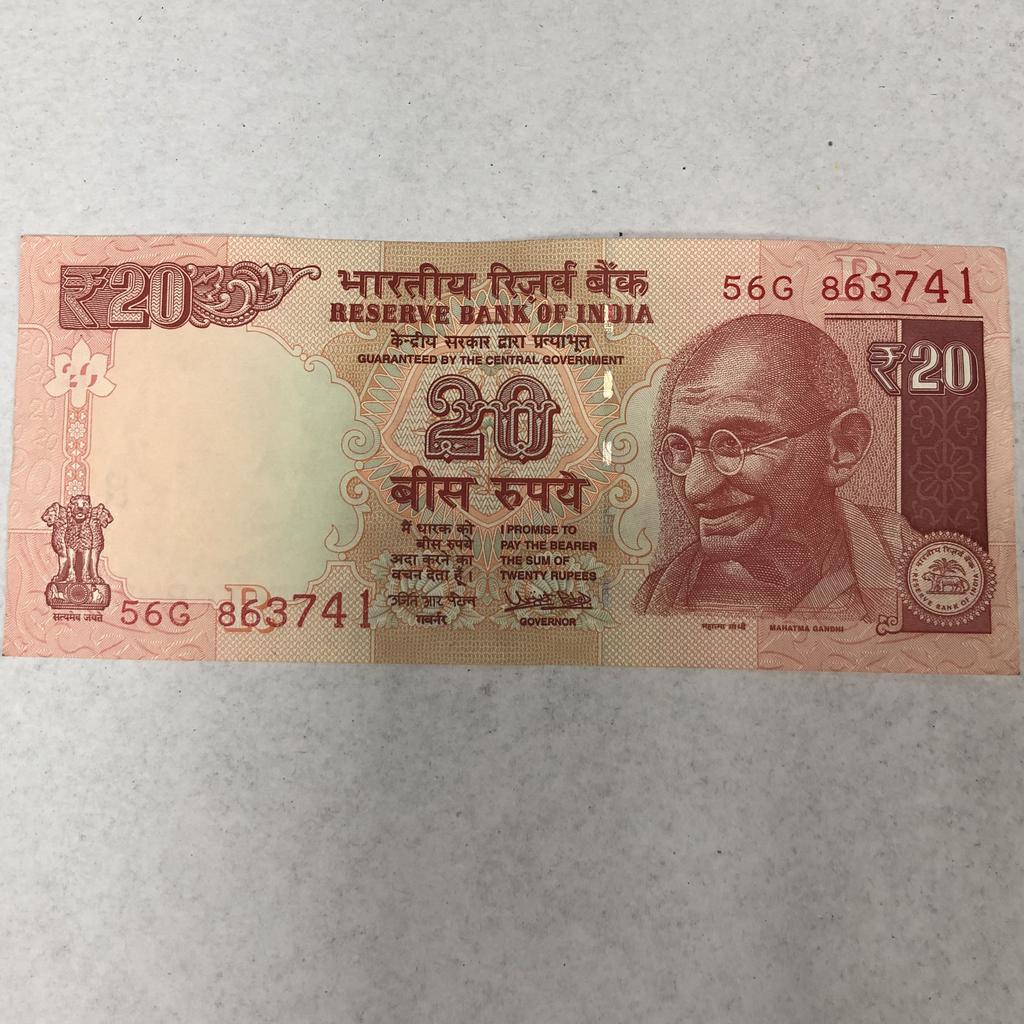 ₹20
भारतीय रिज़र्व बैंक
RESERVE BANK OF INDIA
केन्दीय सरकार द्वारा प्रत्याभूत
GUARANTEED BY THE CENTRAL GOVERNMENT
56G 863741
₹20
20
20
बीस रुपये
मैं धारक को
बीस रुपये
अदा करने का
वचन देता हूँ।
गवर्नर
I PROMISE TO
PAY THE BEARER
THE SUM OF
TWENTY RUPEES
GOVERNOR
सत्यमेव जयते
56G 863741
R
R
महात्मा गांधी
MAHATMA GANDHI
भारतीय रिज़र्व बैंक
RESERVE BANK OF INDIA